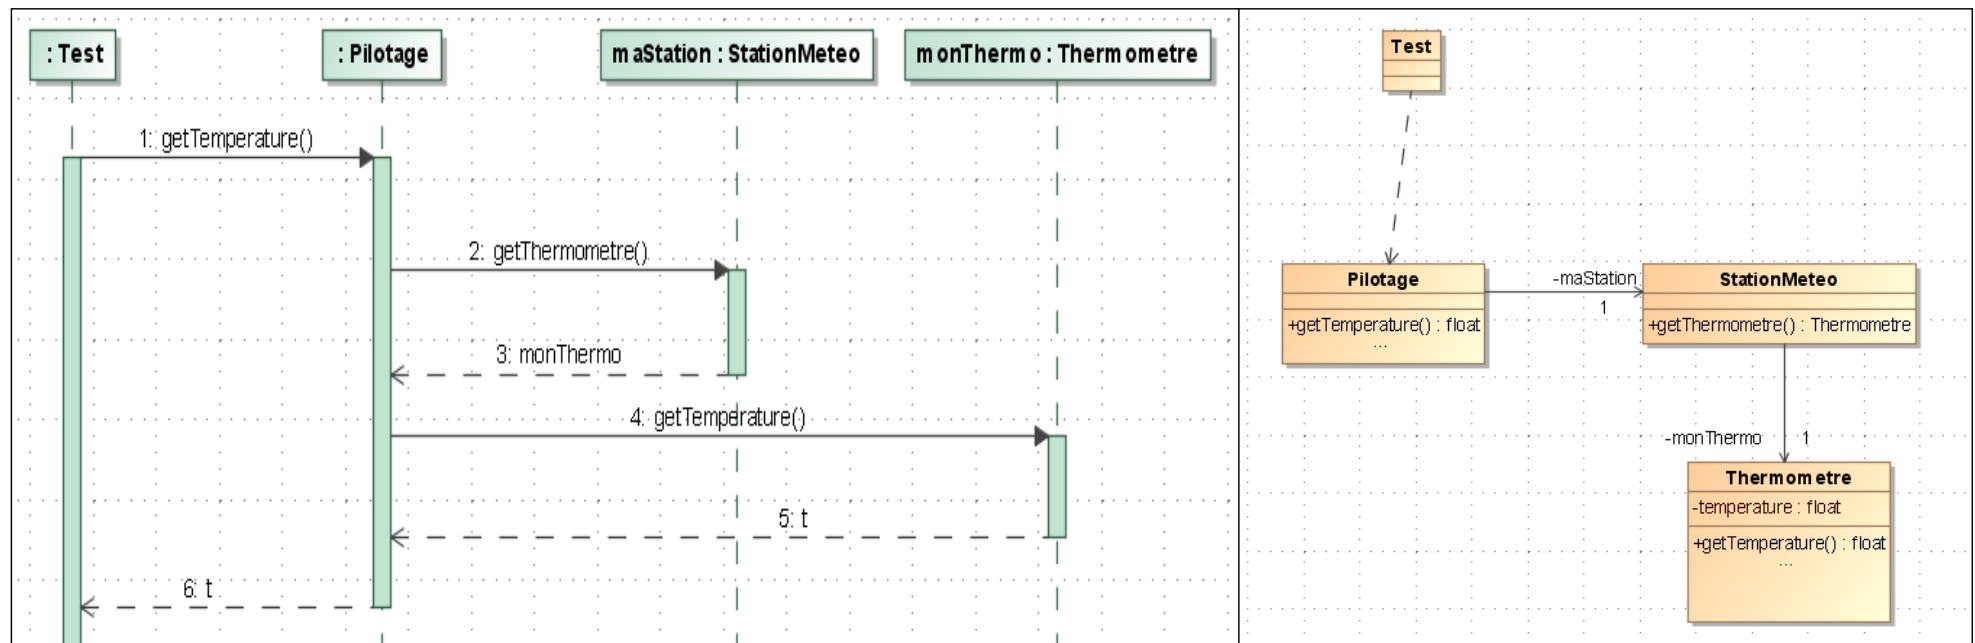 : Test
: Pilotage
maStation : StationMeteo
monThermo : Thermometre
1: getTemperature()
2: getThermometre()
3: monThermo
4: getTemperature()
5: t
6: t
Test
Pilotage
+getTemperature() : float
...
-maStation
1
StationMeteo
+getThermometre() : Thermometre
-monThermo
1
Thermometre
-temperature : float
+getTemperature() : float
...